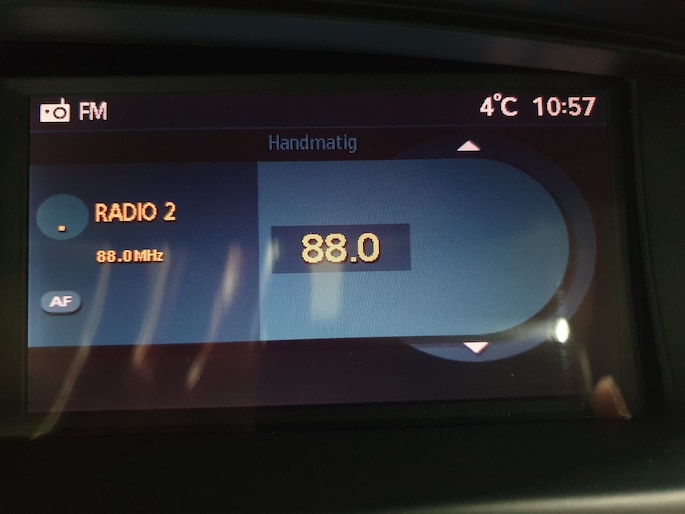 FM 4°C 10:57
Handmatig
RADIO 2
88.0MHz
88.0
AF